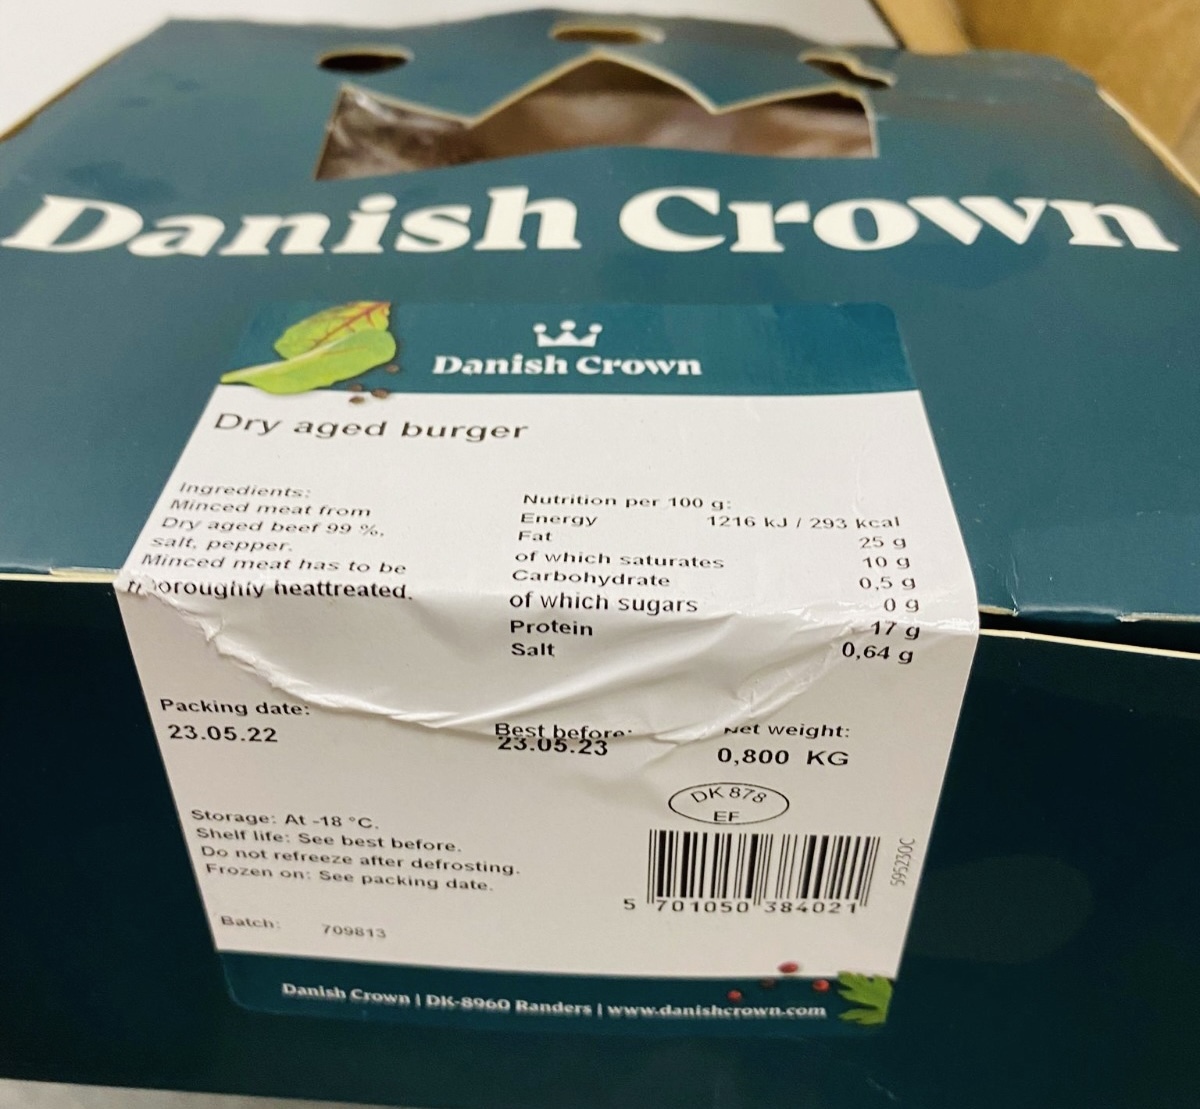 Danish Crown
Danish Crown
Dry aged burger
Ingredients:
Minced meat from
Dry aged beef 99 %,
salt, pepper.
Minced meat has to be
thoroughly heattreated.
Nutrition per 100 g:
Energy 1216 kJ / 293 kcal
Fat 25 g
of which saturates 10 g
Carbohydrate 0,5 g
of which sugars 0 g
Protein 17 g
Salt 0,64 g
Packing date:
23.05.22
Best before:
23.05.23
Net weight:
0,800 KG
DK 878
EF
Storage: At -18 °C.
Shelf life: See best before.
Do not refreeze after defrosting.
Frozen on: See packing date.
5 701050 384021
595230C
Batch: 709813
Danish Crown | DK-8960 Randers | www.danishcrown.com